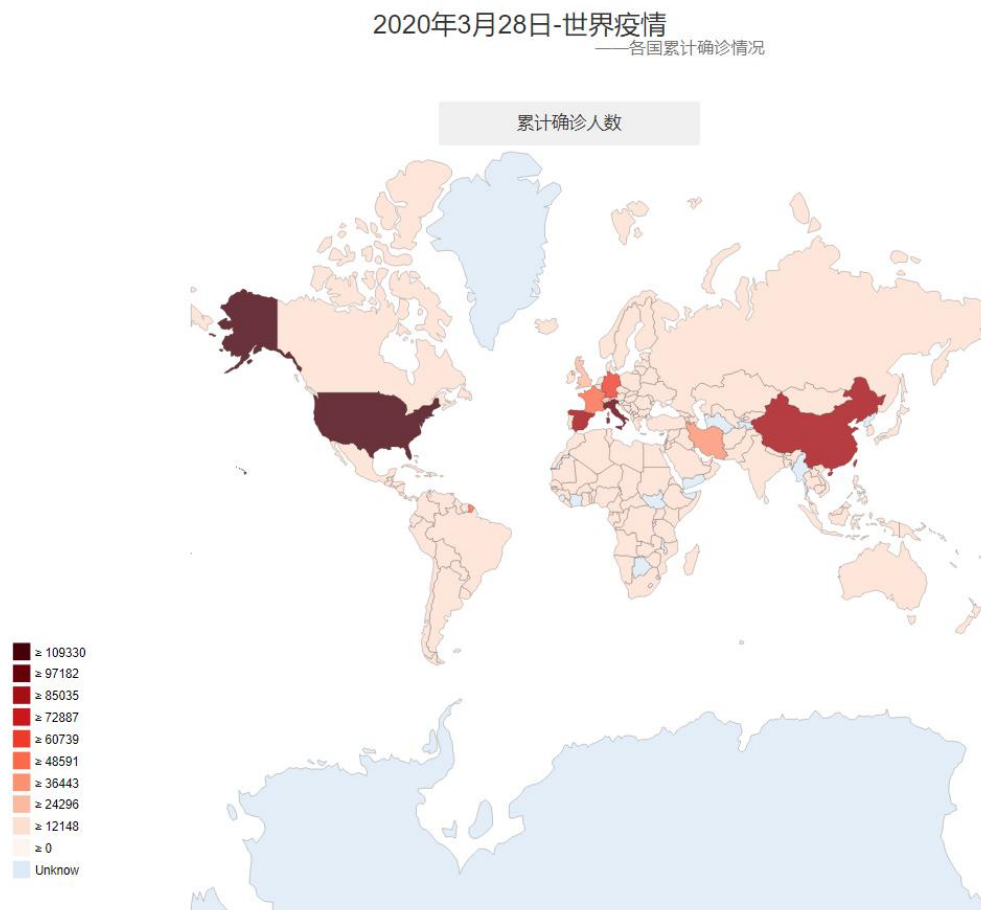 2020年3月28日-世界疫情
——各国累计确诊情况
累计确诊人数
≥ 109330
≥ 97182
≥ 85035
≥ 72887
≥ 60739
≥ 48591
≥ 36443
≥ 24296
≥ 12148
≥ 0
Unknow